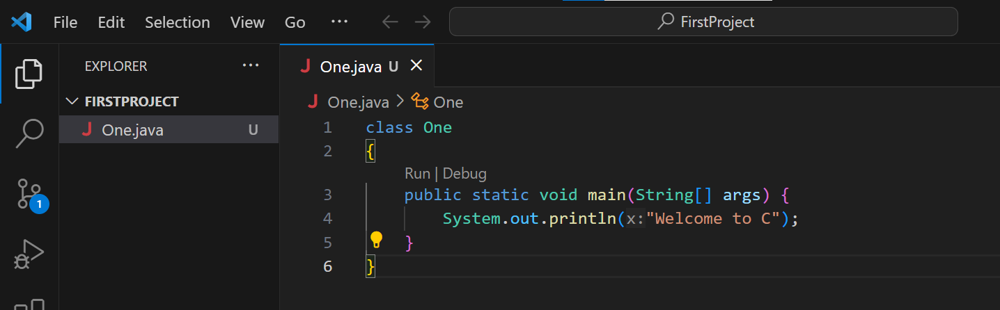 File Edit Selection View Go ··· FirstProject
EXPLORER ···
FIRSTPROJECT
One.java U
1
One.java U
One.java > One
1 class One
2 {
Run | Debug
3 public static void main(String[] args) {
4 System.out.println(x:"Welcome to C");
5 }
6 }